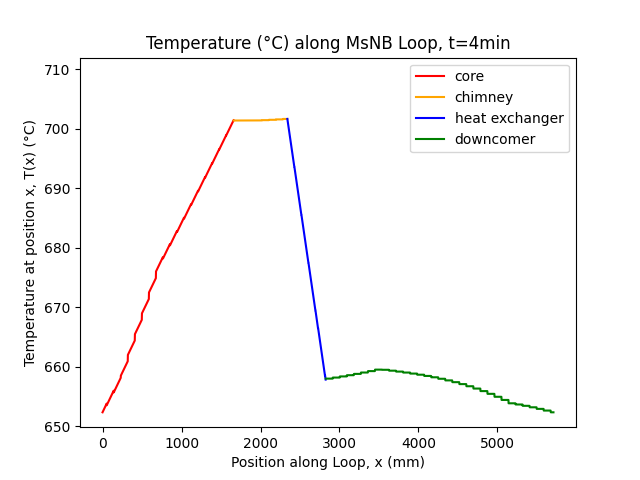 Temperature (°C) along MsNB Loop, t=4min
Temperature at position x, T(x) (°C)
710
700
690
680
670
660
650
core
chimney
heat exchanger
downcomer
0 1000 2000 3000 4000 5000
Position along Loop, x (mm)